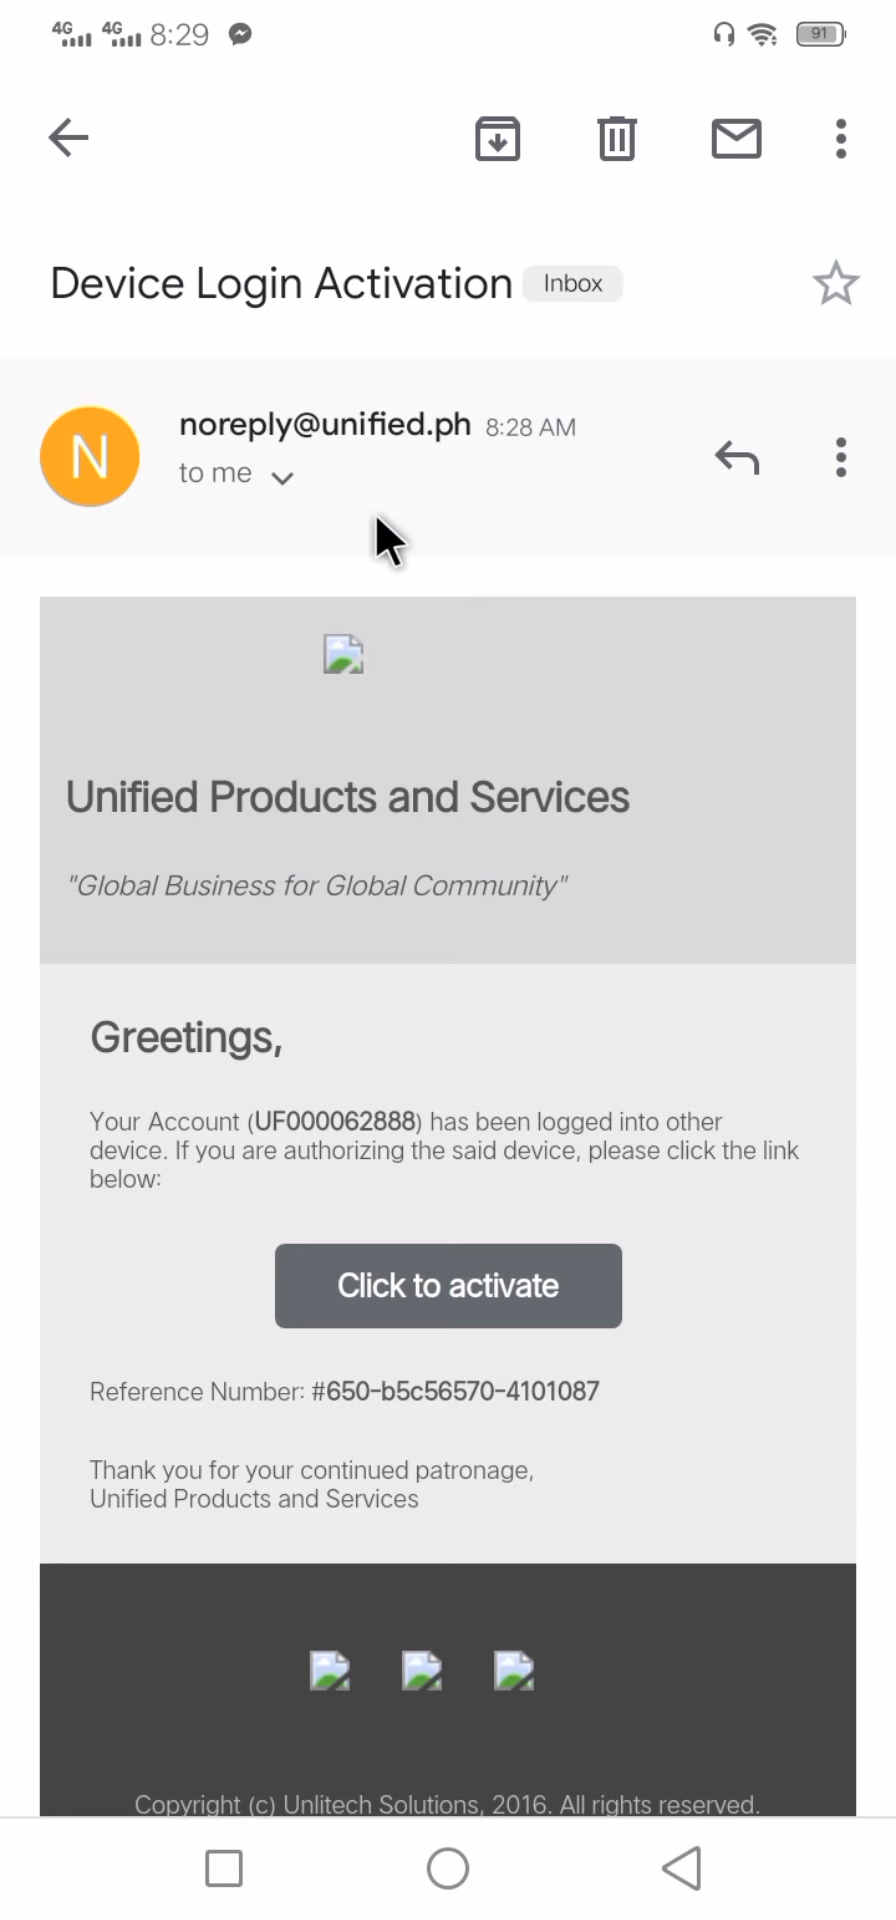 4G 4G 8:29 91
Device Login Activation Inbox
N
noreply@unified.ph 8:28 AM
to me
Unified Products and Services
"Global Business for Global Community"
Greetings,
Your Account (UF000062888) has been logged into other
device. If you are authorizing the said device, please click the link
below:
Click to activate
Reference Number: #650-b5c56570-4101087
Thank you for your continued patronage,
Unified Products and Services
Copyright (c) Unlitech Solutions, 2016. All rights reserved.